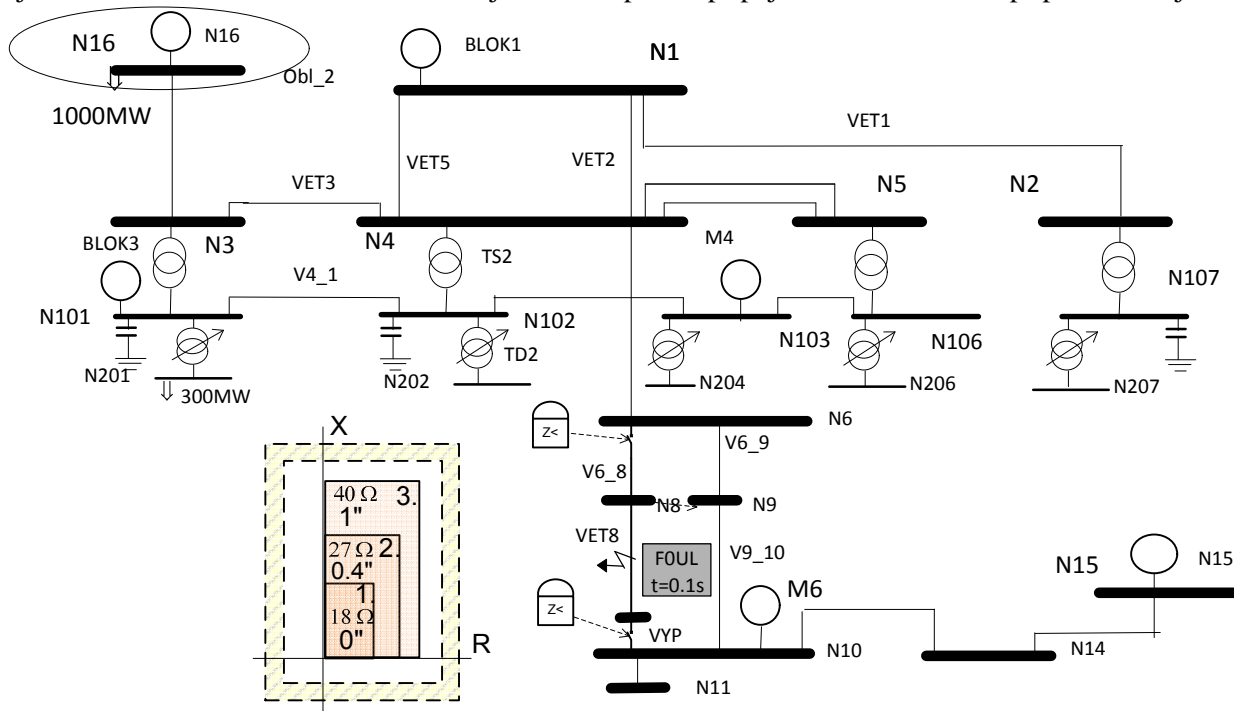 N16
N16
Obl_2
1000MW
BLOK1
N1
VET1
VET5
VET2
VET3
N5
N2
N3
N4
BLOK3
TS2
M4
N107
V4_1
N101
N102
N103
N106
TD2
N201
300MW
N202
N204
N206
N207
X
Z<
N6
V6_9
V6_8
40 Ω 3.
1"
N8
N9
27 Ω 2.
0.4"
VET8
F0UL
t=0.1s
V9_10
1.
18 Ω
0"
M6
N15
N15
Z<
VYP
R
N10
N14
N11